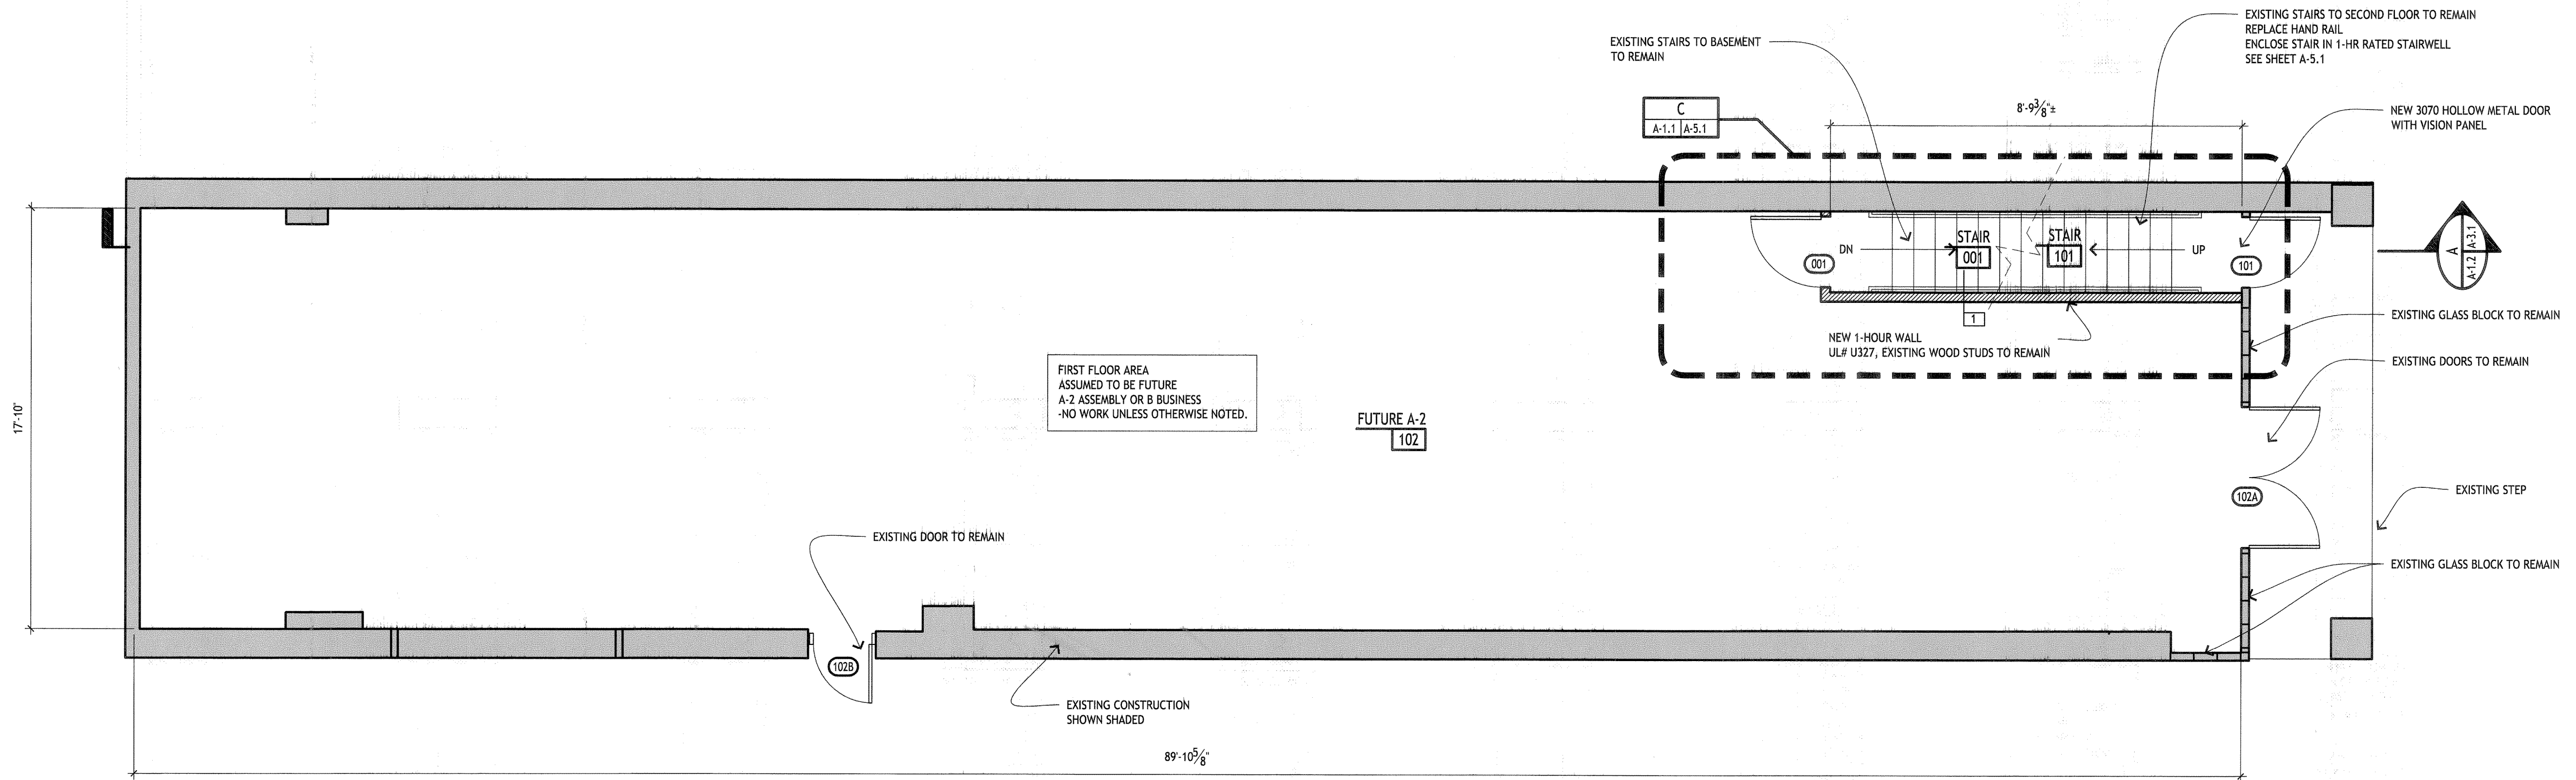 EXISTING STAIRS TO SECOND FLOOR TO REMAIN
REPLACE HAND RAIL
ENCLOSE STAIR IN 1-HR RATED STAIRWELL
SEE SHEET A-5.1
EXISTING STAIRS TO BASEMENT
TO REMAIN
C
A-1.1 A-5.1
8'-9 3/8"±
NEW 3070 HOLLOW METAL DOOR
WITH VISION PANEL
17'-10"
DN
STAIR
001
STAIR
101
UP
001
101
A
A-1.2 A-3.1
1
EXISTING GLASS BLOCK TO REMAIN
NEW 1-HOUR WALL
UL# U327, EXISTING WOOD STUDS TO REMAIN
EXISTING DOORS TO REMAIN
FIRST FLOOR AREA
ASSUMED TO BE FUTURE
A-2 ASSEMBLY OR B BUSINESS
-NO WORK UNLESS OTHERWISE NOTED.
FUTURE A-2
102
102A
EXISTING STEP
EXISTING DOOR TO REMAIN
EXISTING GLASS BLOCK TO REMAIN
102B
EXISTING CONSTRUCTION
SHOWN SHADED
89'-10 5/8"